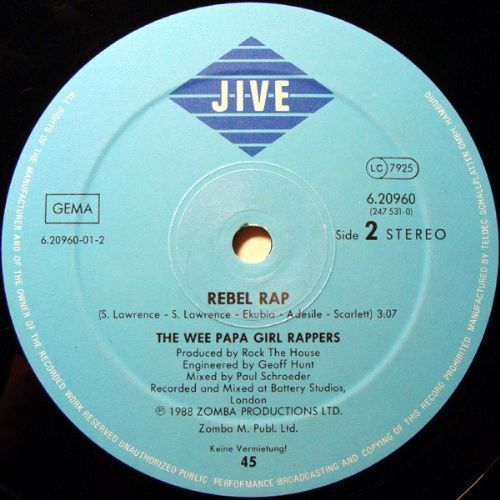 J·I·V·E
LC 7925
GEMA
6.20960
(247 531-0)
6.20960-01-2
Side 2 STEREO
REBEL RAP
(S. Lawrence - S. Lawrence - Ekubia - Adesile - Scarlett) 3:07
THE WEE PAPA GIRL RAPPERS
Produced by Rock The House
Engineered by Geoff Hunt
Mixed by Paul Schroeder
Recorded and Mixed at Battery Studios,
London
℗ 1988 ZOMBA PRODUCTIONS LTD.
Zomba M. Publ. Ltd.
Keine Vermietung!
45
ALL RIGHTS OF THE MANUFACTURER AND OF THE OWNER OF THE RECORDED WORK RESERVED UNAUTHORIZED PUBLIC PERFORMANCE BROADCASTING AND COPYING OF THIS RECORD PROHIBITED. MANUFACTURED BY TELDEC SCHALLPLATTEN GMBH HAMBURG